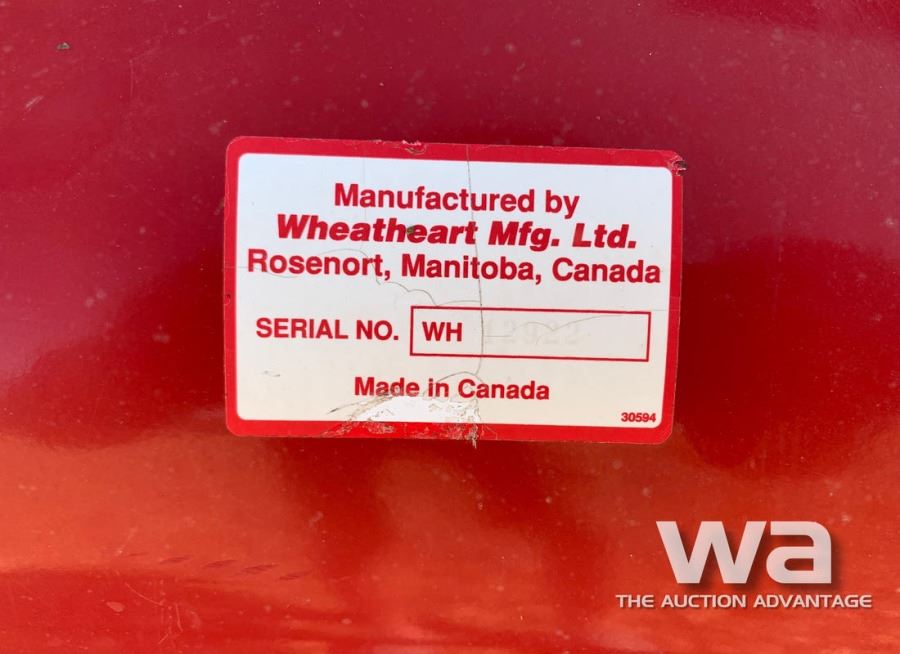 Manufactured by
Wheatheart Mfg. Ltd.
Rosenort, Manitoba, Canada
SERIAL NO. WH
Made in Canada
30594
wa
THE AUCTION ADVANTAGE